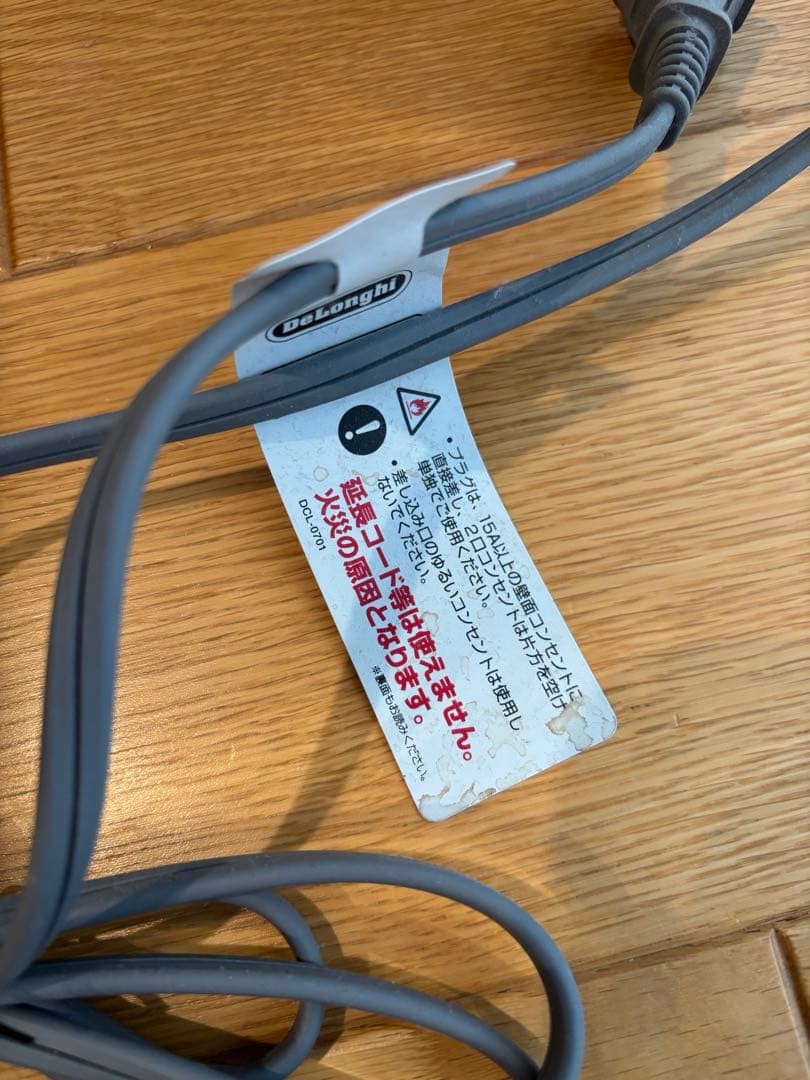 DeLonghi
・プラグは、15A以上の壁面コンセントに
直接差し、2口コンセントは片方を空け
単独でご使用ください。
・差し込み口のゆるいコンセントは使用し
ないでください。
延長コード等は使えません。
火災の原因となります。
※裏面もお読みください。
DCL-0701